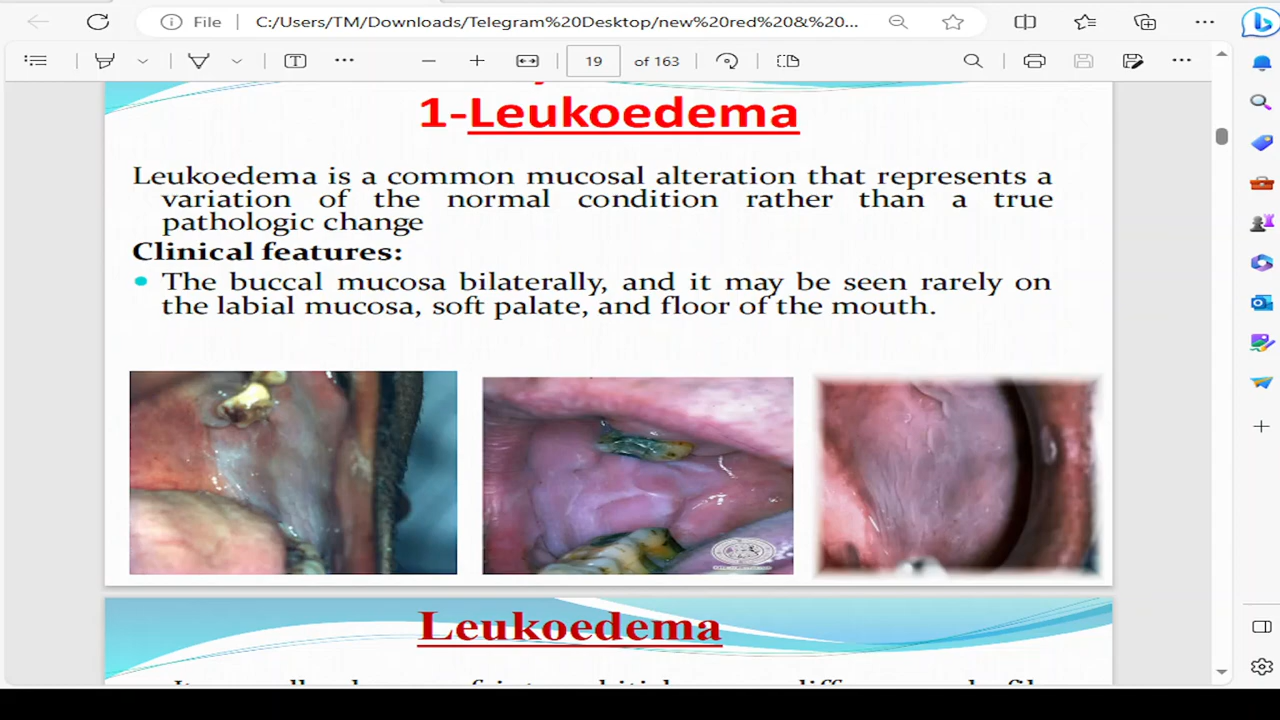 File
C:/Users/TM/Downloads/Telegram%20Desktop/new%20red%20&%20...
19 of 163
1-Leukoedema
Leukoedema is a common mucosal alteration that represents a
variation of the normal condition rather than a true
pathologic change
Clinical features:
• The buccal mucosa bilaterally, and it may be seen rarely on
the labial mucosa, soft palate, and floor of the mouth.
Leukoedema